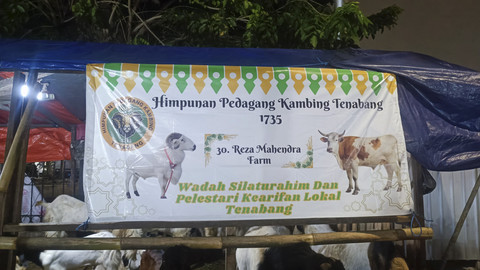 Himpunan Pedagang Kambing Tenabang
1735
30. Reza Mahendra
Farm
Wadah Silaturahim Dan
Pelestari Kearifan Lokal
Tenabang